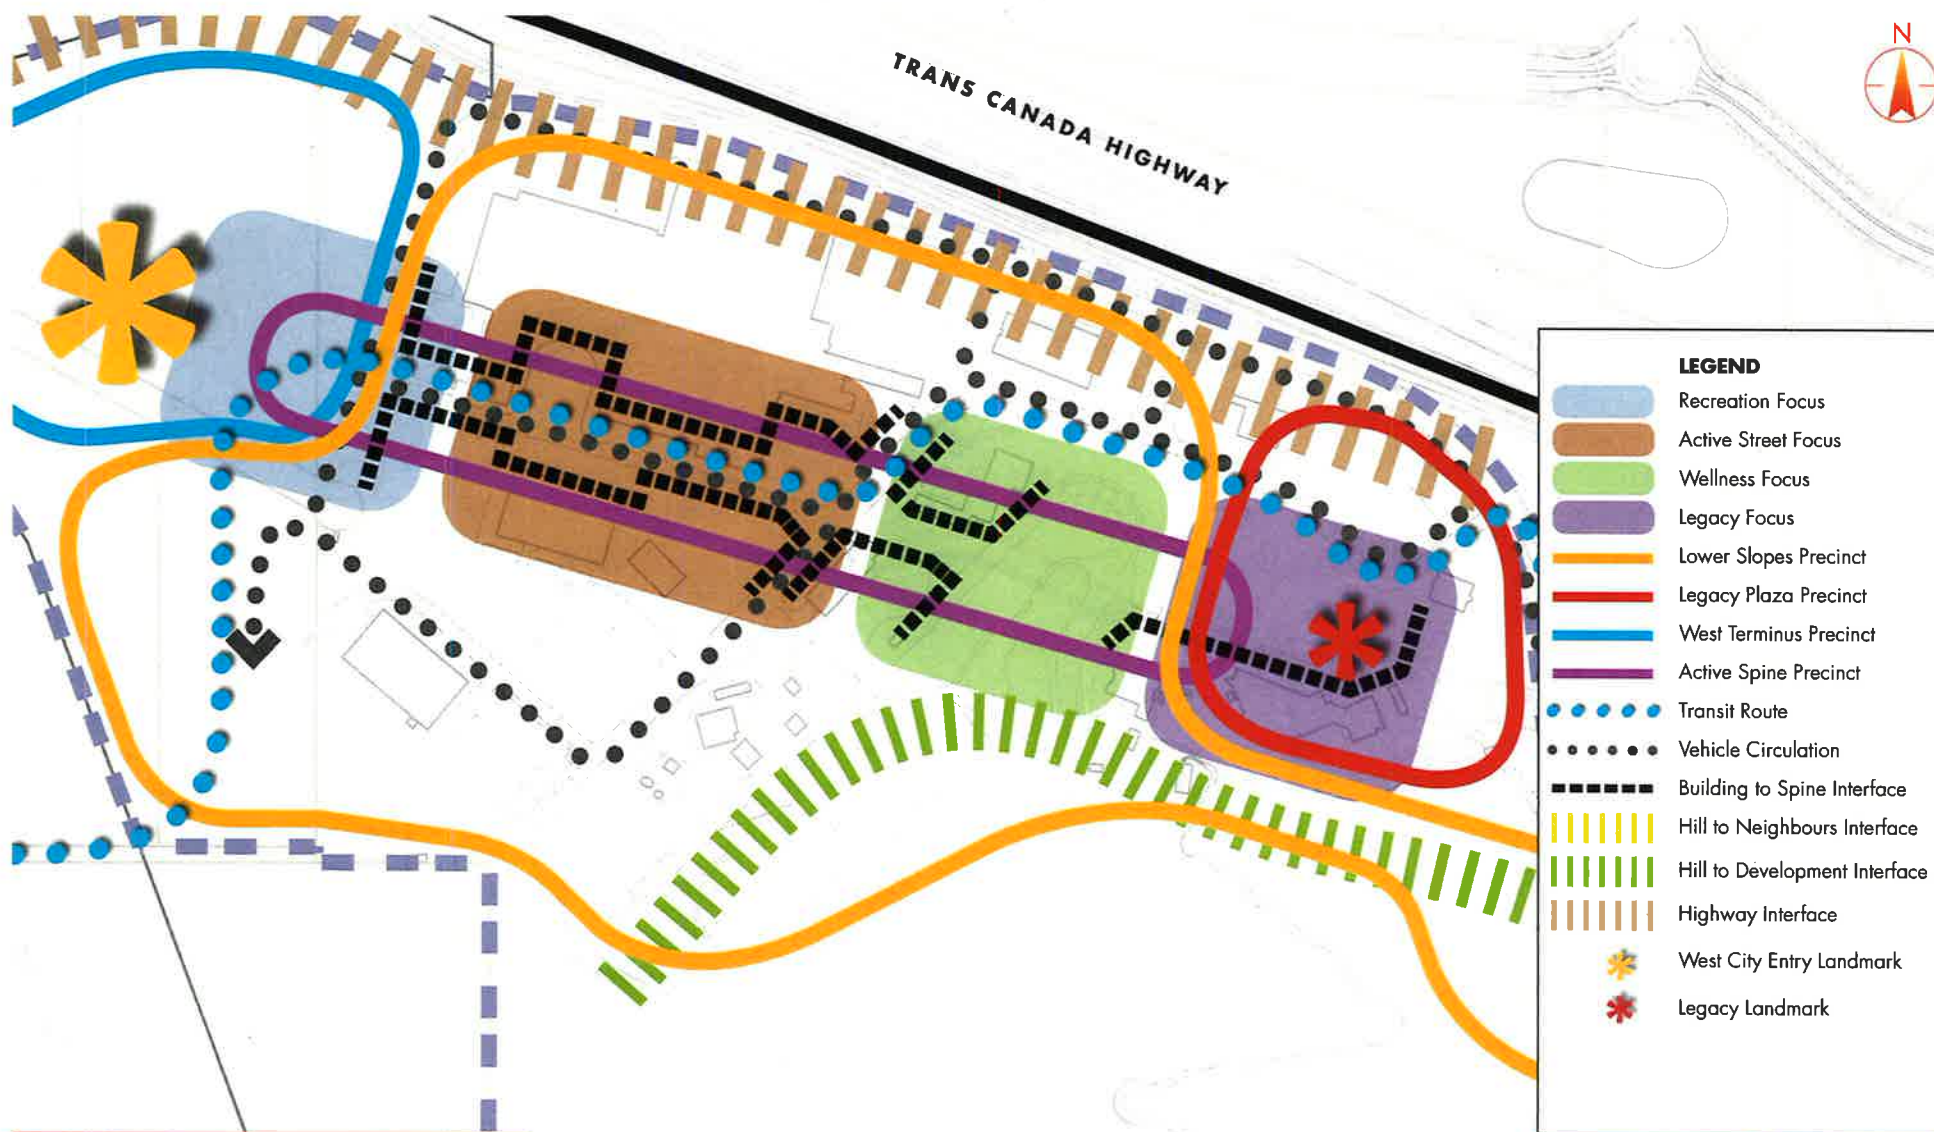 TRANS CANADA HIGHWAY
N
LEGEND
Recreation Focus
Active Street Focus
Wellness Focus
Legacy Focus
Lower Slopes Precinct
Legacy Plaza Precinct
West Terminus Precinct
Active Spine Precinct
Transit Route
Vehicle Circulation
Building to Spine Interface
Hill to Neighbours Interface
Hill to Development Interface
Highway Interface
West City Entry Landmark
Legacy Landmark